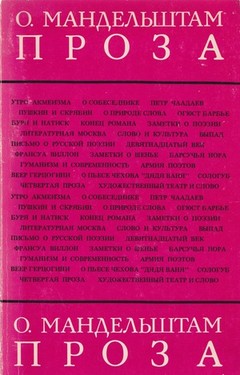 О. МАНДЕЛЬШТАМ
ПРОЗА
УТРО АКМЕИЗМА О СОБЕСЕДНИКЕ ПЕТР ЧААДАЕВ
ПУШКИН И СКРЯБИН О ПРИРОДЕ СЛОВА ОГЮСТ БАРБЬЕ
БУРЯ И НАТИСК КОНЕЦ РОМАНА ЗАМЕТКИ О ПОЭЗИИ
ЛИТЕРАТУРНАЯ МОСКВА СЛОВО И КУЛЬТУРА ВЫПАД
ПИСЬМО О РУССКОЙ ПОЭЗИИ ДЕВЯТНАДЦАТЫЙ ВЕК
ФРАНСУА ВИЛЛОН ЗАМЕТКИ О ШЕНЬЕ БАРСУЧЬЯ НОРА
ГУМАНИЗМ И СОВРЕМЕННОСТЬ АРМИЯ ПОЭТОВ
ВЕЕР ГЕРЦОГИНИ О ПЬЕСЕ ЧЕХОВА "ДЯДЯ ВАНЯ" СОЛОГУБ
ЧЕТВЕРТАЯ ПРОЗА ХУДОЖЕСТВЕННЫЙ ТЕАТР И СЛОВО
УТРО АКМЕИЗМА О СОБЕСЕДНИКЕ ПЕТР ЧААДАЕВ
ПУШКИН И СКРЯБИН О ПРИРОДЕ СЛОВА ОГЮСТ БАРБЬЕ
БУРЯ И НАТИСК КОНЕЦ РОМАНА ЗАМЕТКИ О ПОЭЗИИ
ЛИТЕРАТУРНАЯ МОСКВА СЛОВО И КУЛЬТУРА ВЫПАД
ПИСЬМО О РУССКОЙ ПОЭЗИИ ДЕВЯТНАДЦАТЫЙ ВЕК
ФРАНСУА ВИЛЛОН ЗАМЕТКИ О ШЕНЬЕ БАРСУЧЬЯ НОРА
ГУМАНИЗМ И СОВРЕМЕННОСТЬ АРМИЯ ПОЭТОВ
ВЕЕР ГЕРЦОГИНИ О ПЬЕСЕ ЧЕХОВА "ДЯДЯ ВАНЯ" СОЛОГУБ
ЧЕТВЕРТАЯ ПРОЗА ХУДОЖЕСТВЕННЫЙ ТЕАТР И СЛОВО
О. МАНДЕЛЬШТАМ
ПРОЗА